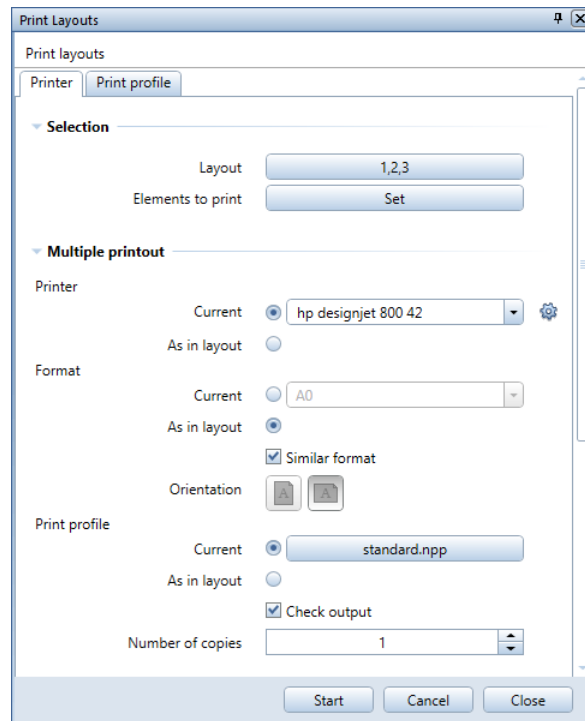 Print Layouts
Print layouts
Printer Print profile
Selection
Layout 1,2,3
Elements to print Set
Multiple printout
Printer
Current hp designjet 800 42
As in layout
Format
Current A0
As in layout
Similar format
Orientation A A
Print profile
Current standard.npp
As in layout
Check output
Number of copies 1
Start Cancel Close